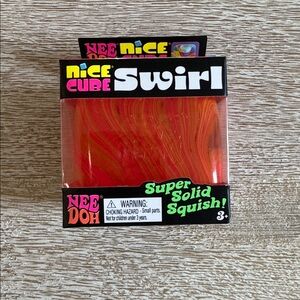 NEE
DOH
NICE
CUBE
NICE
CUBE
Swirl
NEE
DOH
WARNING:
CHOKING HAZARD - Small parts
Not for children under 3 years.
Super
Solid
Squish!
3+